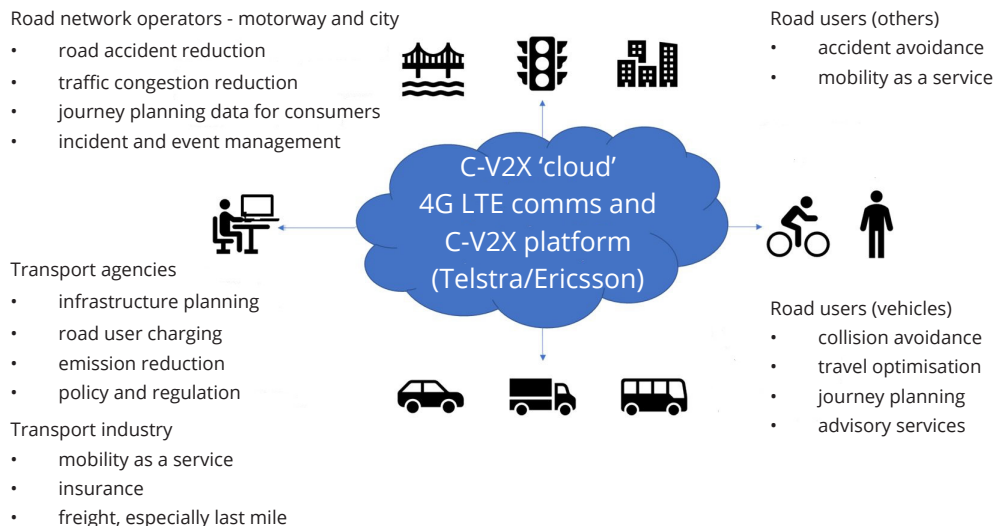 Road network operators - motorway and city
• road accident reduction
• traffic congestion reduction
• journey planning data for consumers
• incident and event management
Road users (others)
• accident avoidance
• mobility as a service
C-V2X ‘cloud’
4G LTE comms and
C-V2X platform
(Telstra/Ericsson)
Transport agencies
• infrastructure planning
• road user charging
• emission reduction
• policy and regulation
Transport industry
• mobility as a service
• insurance
• freight, especially last mile
Road users (vehicles)
• collision avoidance
• travel optimisation
• journey planning
• advisory services